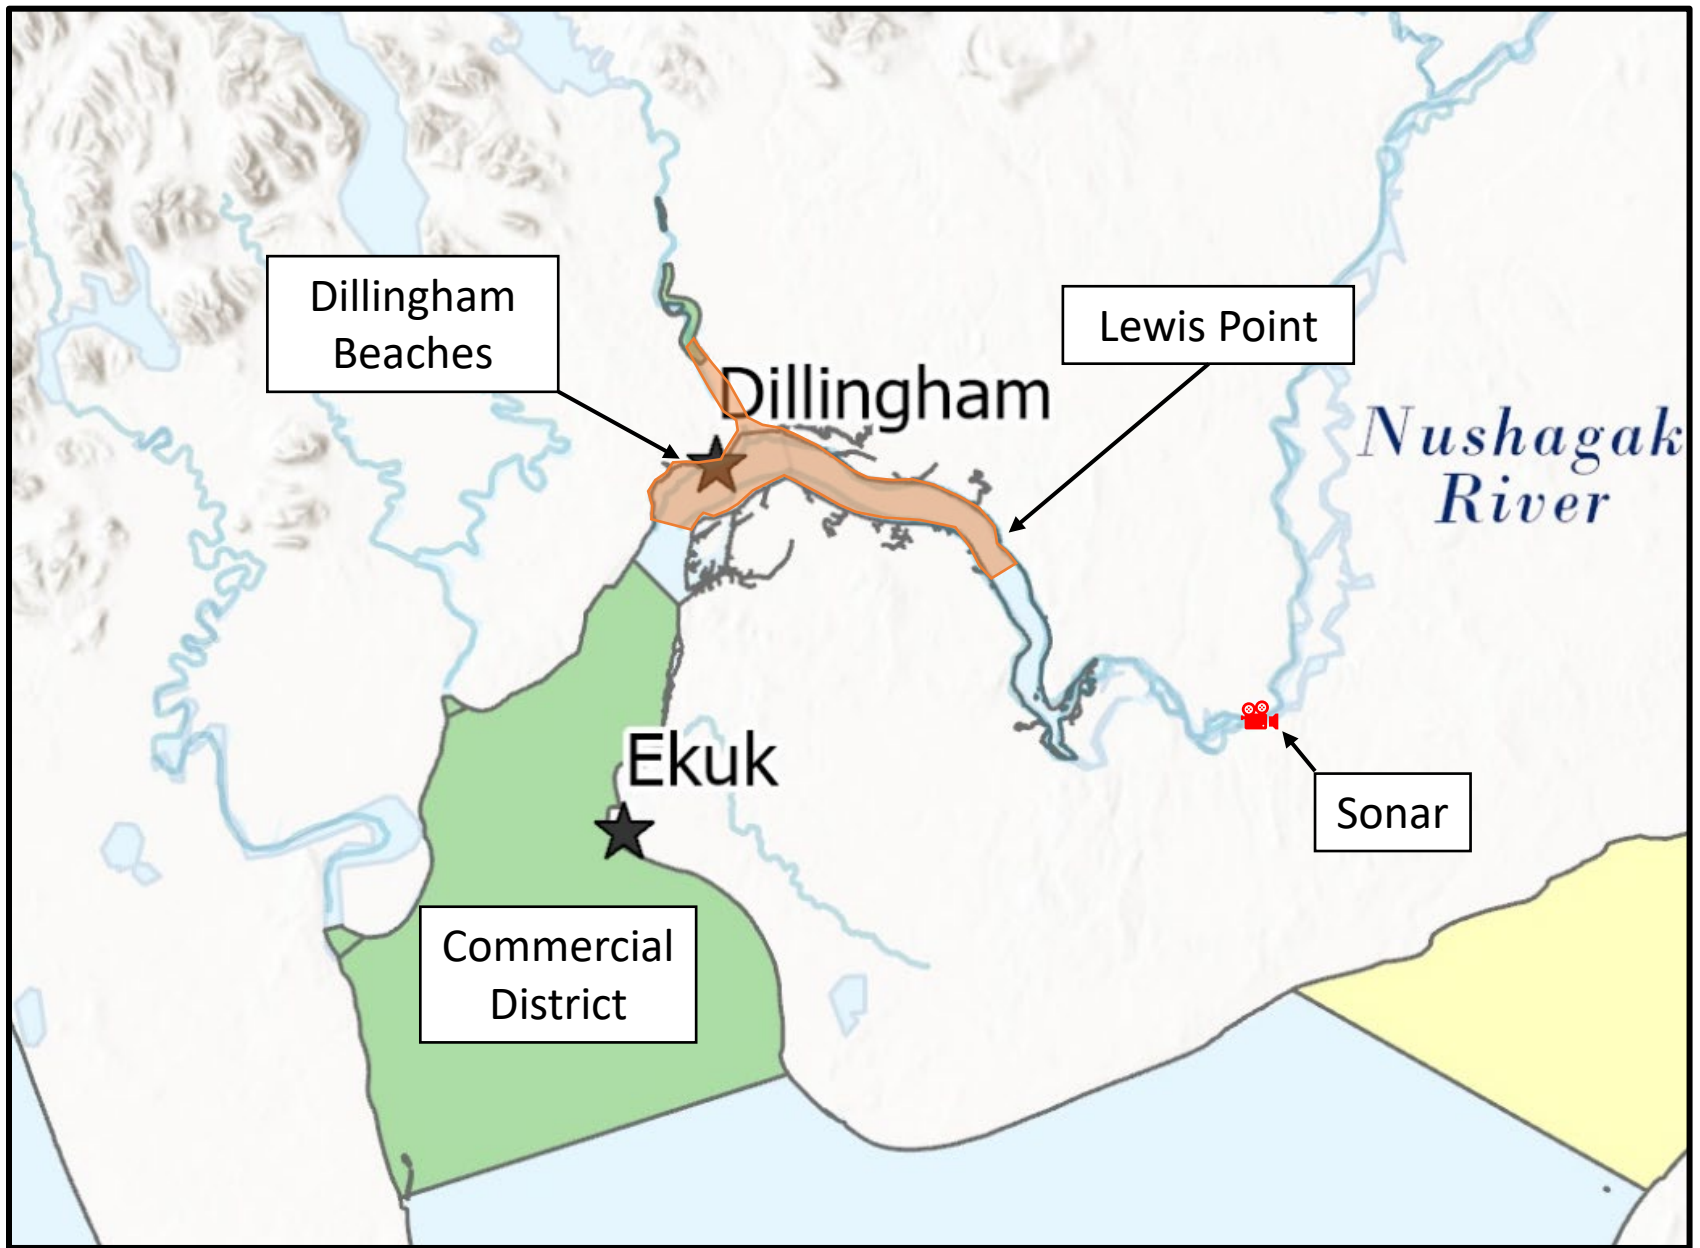 Dillingham
Beaches
Lewis Point
Dillingham
Nushagak
River
Ekuk
Sonar
Commercial
District